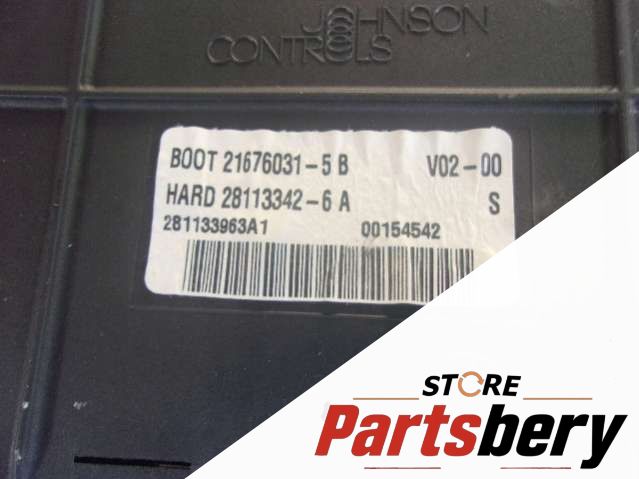 JOHNSON
CONTROLS
BOOT 21676031-5 B V02-00
HARD 28113342-6 A S
281133963A1 00154542
STORE
Partsbery